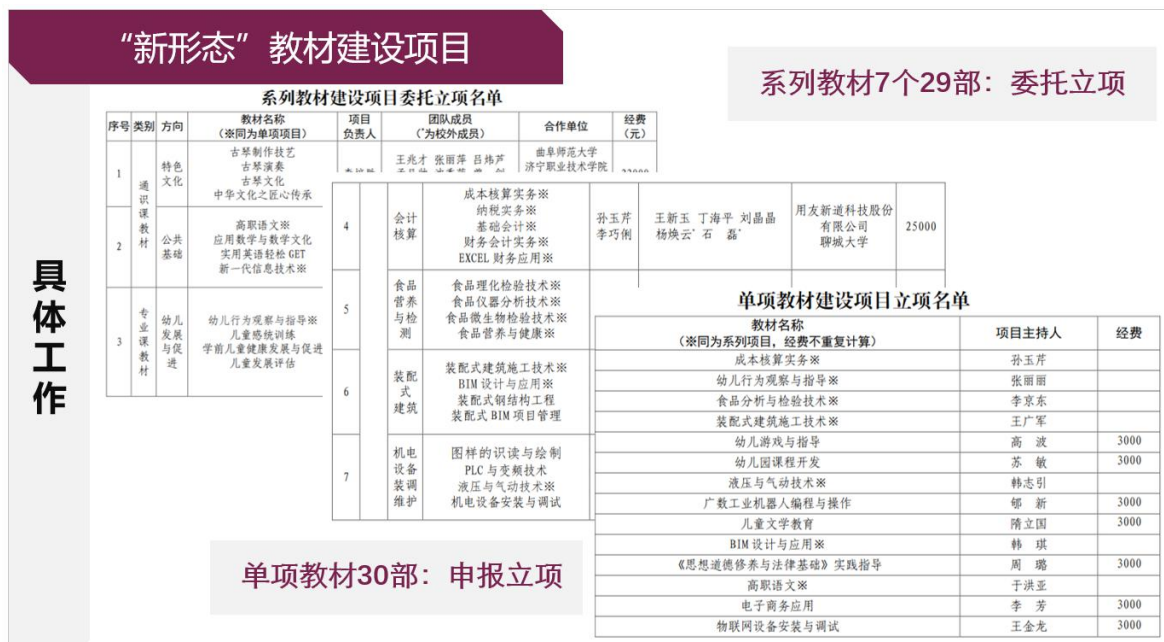 “新形态”教材建设项目
系列教材7个29部：委托立项
具体工作
系列教材建设项目委托立项名单
序号 类别 方向 教材名称（※同为单项项目） 项目负责人 团队成员（*为校外成员） 合作单位 经费（元）
1 通识课教材 特色文化
古琴制作技艺
古琴演奏
古琴文化
中华文化之匠心传承
王兆才 张丽萍 吕炜芦
曲阜师范大学
济宁职业技术学院
2 公共基础
高职语文※
应用数学与数学文化
实用英语轻松 GET
新一代信息技术※
3 专业课教材 幼儿发展与促进
幼儿行为观察与指导※
儿童感统训练
学前儿童健康发展与促进
儿童发展评估
4 会计核算
成本核算实务※
纳税实务※
基础会计※
财务会计实务※
EXCEL 财务应用※
孙玉芹
李巧俐
王新玉 丁海平 刘晶晶
杨焕云* 石 磊*
用友新道科技股份
有限公司
聊城大学
25000
5 食品营养与检测
食品理化检验技术※
食品仪器分析技术※
食品微生物检验技术※
食品营养与健康※
6 装配式建筑
装配式建筑施工技术※
BIM 设计与应用※
装配式钢结构工程
装配式 BIM 项目管理
7 机电设备装调维护
图样的识读与绘制
PLC 与变频技术
液压与气动技术※
机电设备安装与调试
单项教材建设项目立项名单
教材名称 项目主持人 经费
（※同为系列项目，经费不重复计算）
成本核算实务※ 孙玉芹
幼儿行为观察与指导※ 张丽丽
食品分析与检验技术※ 李京东
装配式建筑施工技术※ 王广军
幼儿游戏与指导 高 波 3000
幼儿园课程开发 苏 敏 3000
液压与气动技术※ 韩志引
广数工业机器人编程与操作 郇 新 3000
儿童文学教育 隋立国 3000
BIM 设计与应用※ 韩 琪
《思想道德修养与法律基础》实践指导 周 璐 3000
高职语文※ 于洪亚
电子商务应用 李 芳 3000
物联网设备安装与调试 王金龙 3000
单项教材30部：申报立项